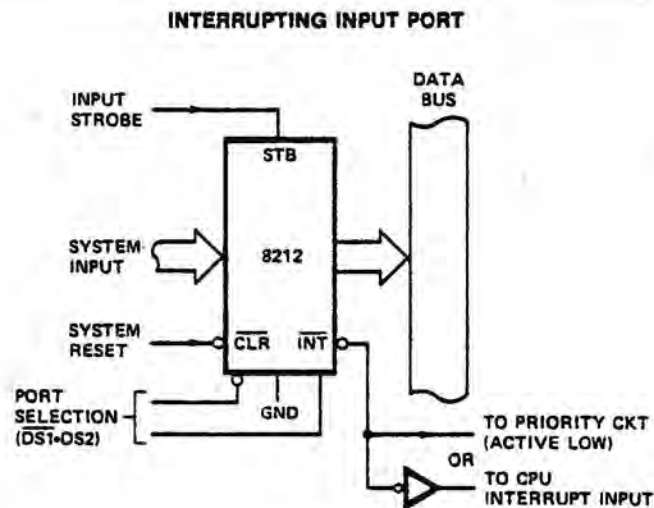 INTERRUPTING INPUT PORT
DATA
BUS
INPUT
STROBE
STB
SYSTEM
INPUT
8212
SYSTEM
RESET
CLR
INT
PORT
SELECTION
(DS1•DS2)
GND
TO PRIORITY CKT
(ACTIVE LOW)
OR
TO CPU
INTERRUPT INPUT